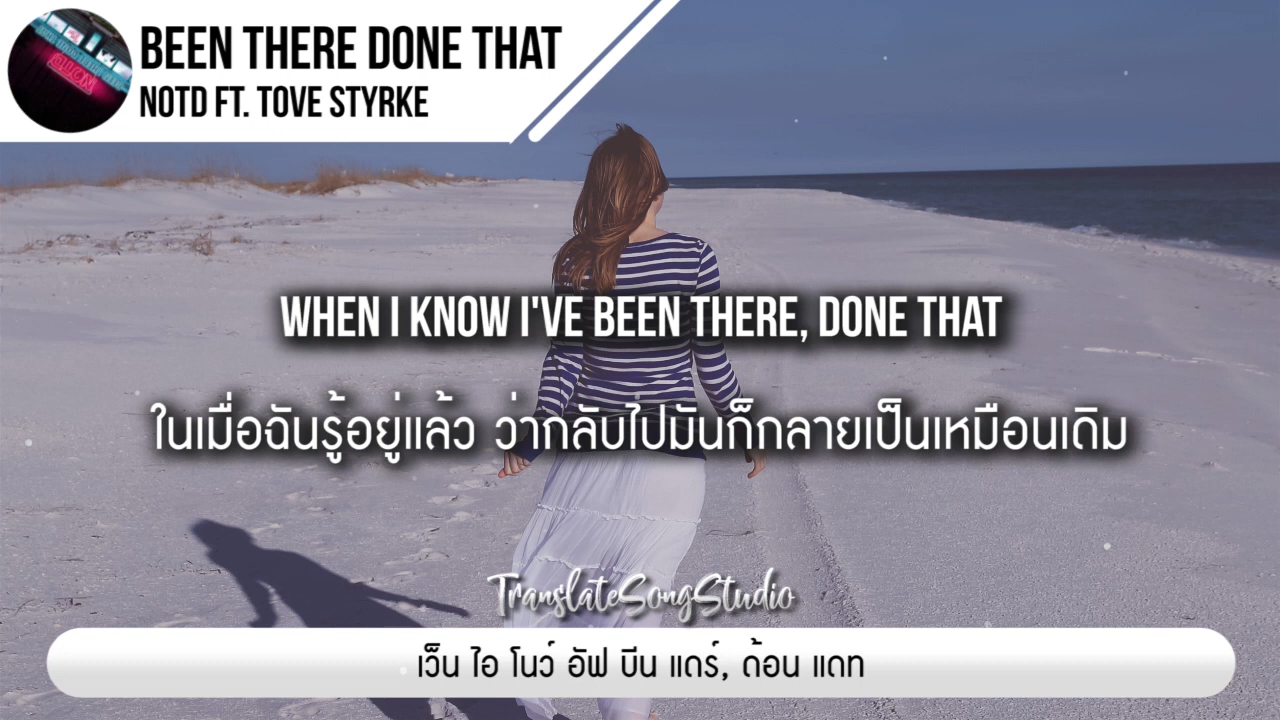 BEEN THERE DONE THAT
NOTD FT. TOVE STYRKE
WHEN I KNOW I'VE BEEN THERE, DONE THAT
ในเมื่อฉันรู้อยู่แล้ว ว่ากลับไปมันก็กลายเป็นเหมือนเดิม
TranslateSongStudio
เว็น ไอ โนว์ อัฟ บีน แดร์, ด้อน แดท